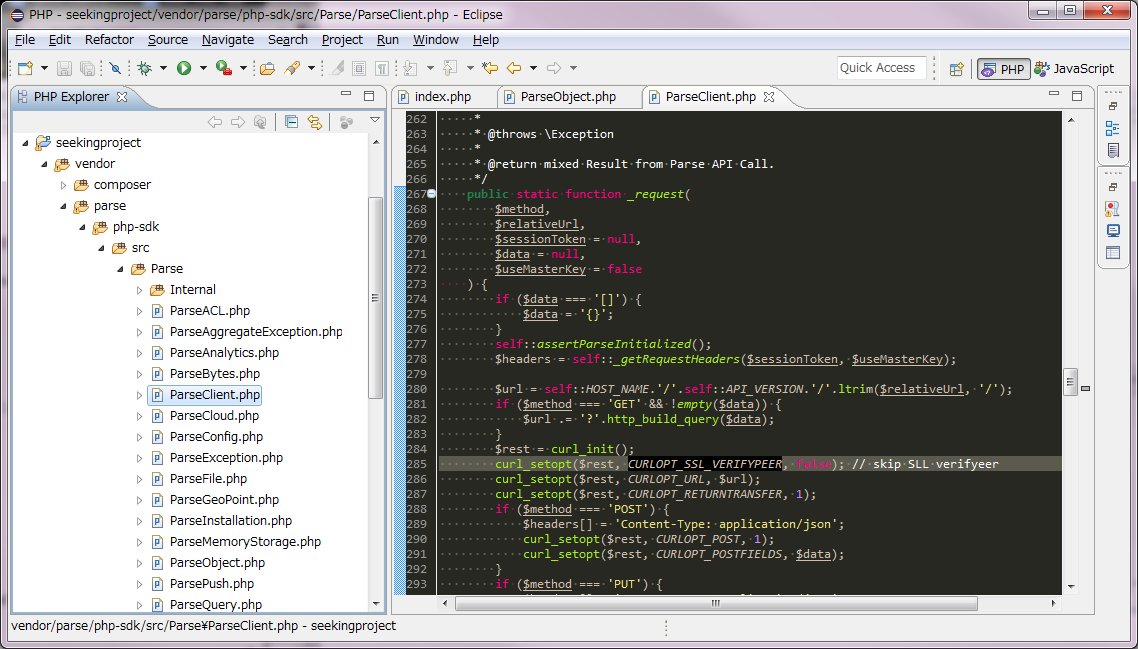 PHP - seekingproject/vendor/parse/php-sdk/src/Parse/ParseClient.php - Eclipse
File Edit Refactor Source Navigate Search Project Run Window Help
Quick Access PHP JavaScript
PHP Explorer
seekingproject
vendor
composer
parse
php-sdk
src
Parse
Internal
ParseACL.php
ParseAggregateException.php
ParseAnalytics.php
ParseBytes.php
ParseClient.php
ParseCloud.php
ParseConfig.php
ParseException.php
ParseFile.php
ParseGeoPoint.php
ParseInstallation.php
ParseMemoryStorage.php
ParseObject.php
ParsePush.php
ParseQuery.php
index.php ParseObject.php ParseClient.php
262 *
263 * @throws \Exception
264 *
265 * @return mixed Result from Parse API Call.
266 */
267 public static function _request(
268 $method,
269 $relativeUrl,
270 $sessionToken = null,
271 $data = null,
272 $useMasterKey = false
273 ) {
274 if ($data === '[]') {
275 $data = '{}';
276 }
277 self::assertParseInitialized();
278 $headers = self::_getRequestHeaders($sessionToken, $useMasterKey);
279
280 $url = self::HOST_NAME.'/'.self::API_VERSION.'/'.ltrim($relativeUrl, '/');
281 if ($method === 'GET' && !empty($data)) {
282 $url .= '?'.http_build_query($data);
283 }
284 $rest = curl_init();
285 curl_setopt($rest, CURLOPT_SSL_VERIFYPEER, false); // skip SLL verifyeer
286 curl_setopt($rest, CURLOPT_URL, $url);
287 curl_setopt($rest, CURLOPT_RETURNTRANSFER, 1);
288 if ($method === 'POST') {
289 $headers[] = 'Content-Type: application/json';
290 curl_setopt($rest, CURLOPT_POST, 1);
291 curl_setopt($rest, CURLOPT_POSTFIELDS, $data);
292 }
293 if ($method === 'PUT') {
vendor/parse/php-sdk/src/Parse¥ParseClient.php - seekingproject